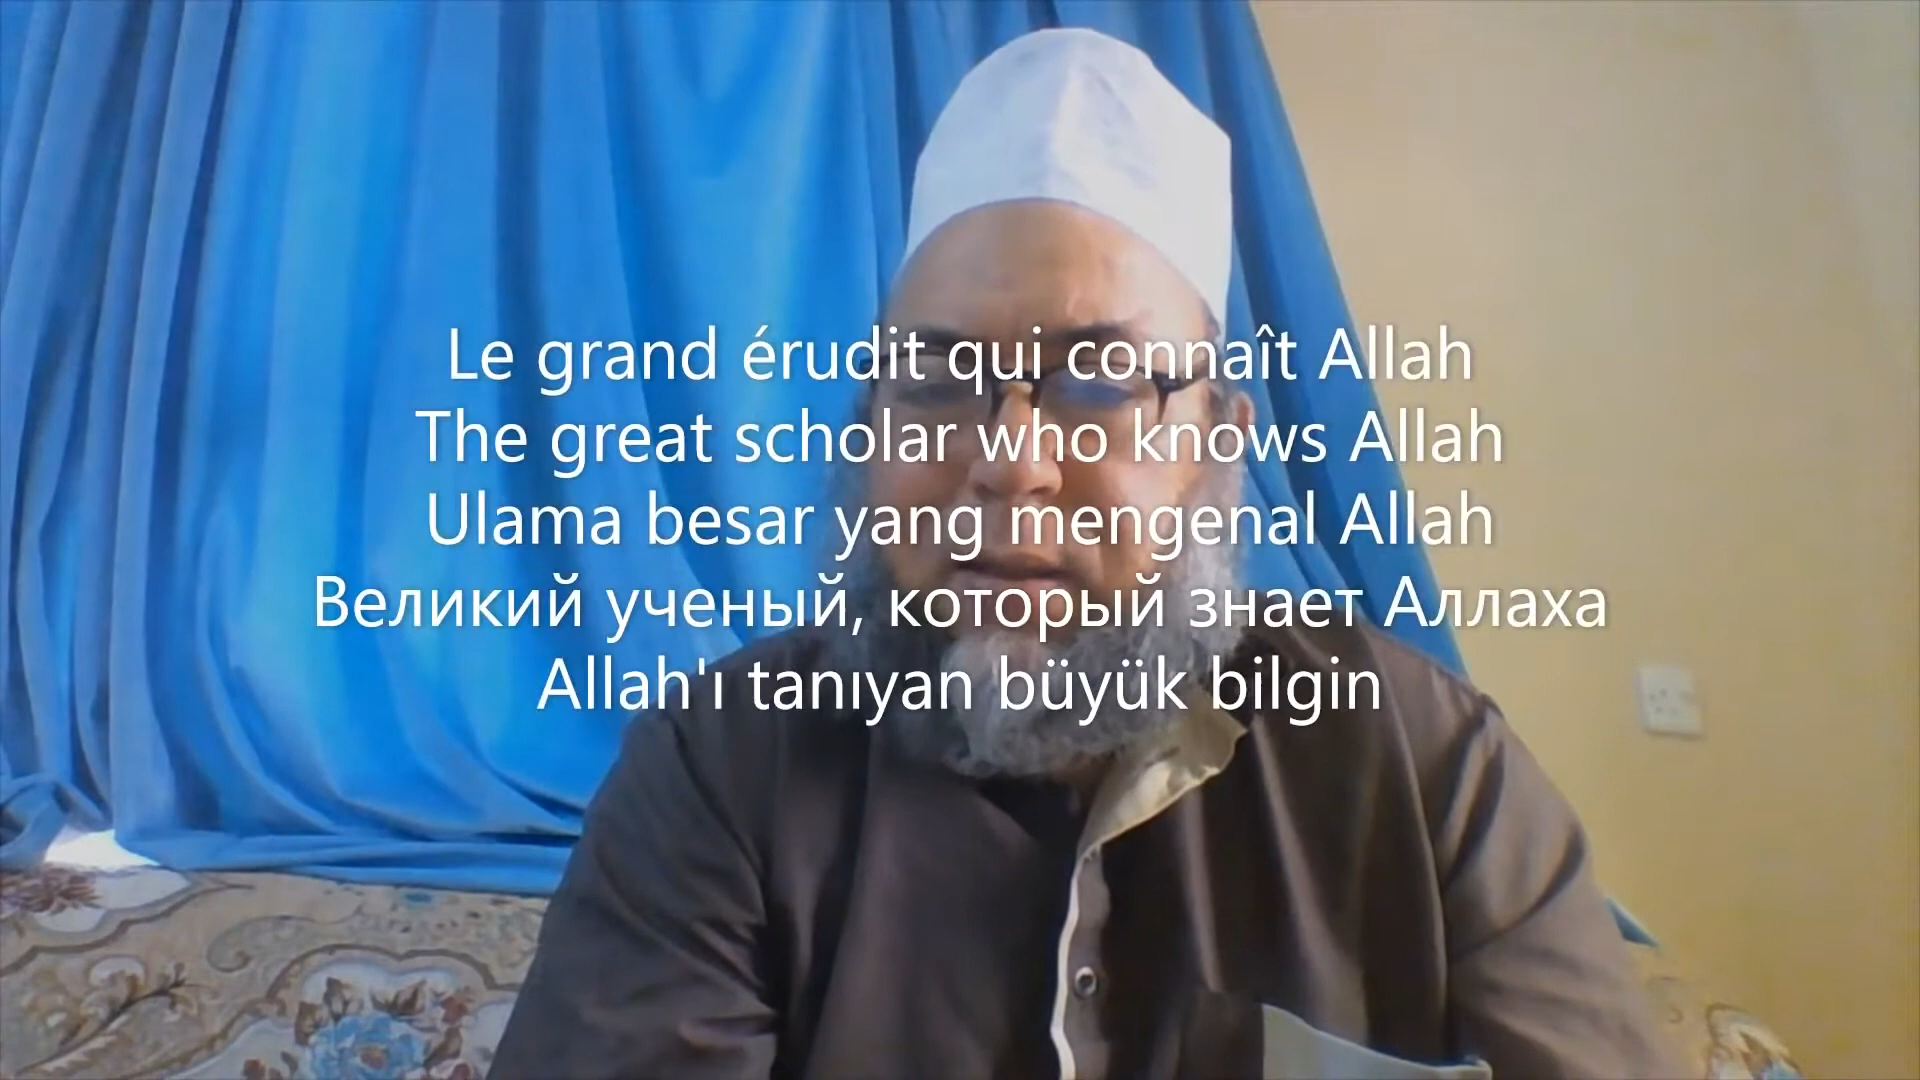 Le grand érudit qui connaît Allah
The great scholar who knows Allah
Ulama besar yang mengenal Allah
Великий ученый, который знает Аллаха
Allah'ı tanıyan büyük bilgin